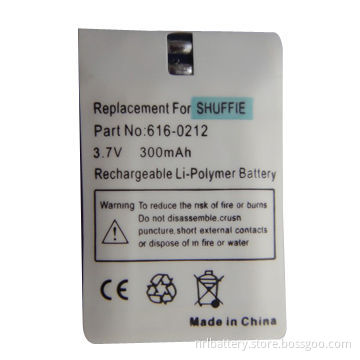 Replacement For SHUFFIE
Part No:616-0212
3.7V 300mAh
Rechargeable Li-Polymer Battery
Warning To reduce the risk of fire or burns
Do not disassemble.crush
puncture,short external contacts
or dispose of in fire or water
CE
Made in China
nrlbattery.store.bossgoo.com